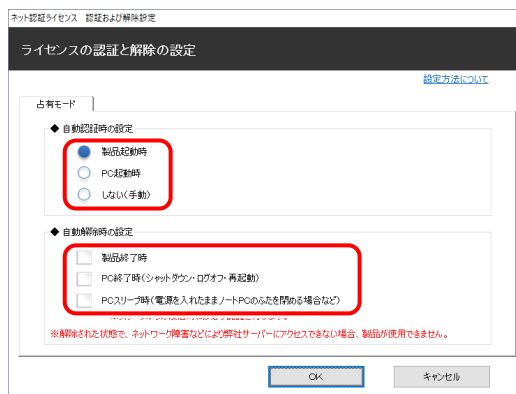 ネット認証ライセンス　認証および解除設定
ライセンスの認証と解除の設定
設定方法について
占有モード
◆ 自動認証時の設定
製品起動時
PC起動時
しない(手動)
◆ 自動解除時の設定
製品終了時
PC終了時(シャットダウン・ログオフ・再起動)
PCスリープ時(電源を入れたままノートPCのふたを閉める場合など)
※解除された状態で、ネットワーク障害などにより弊社サーバーにアクセスできない場合、製品が使用できません。
OK
キャンセル